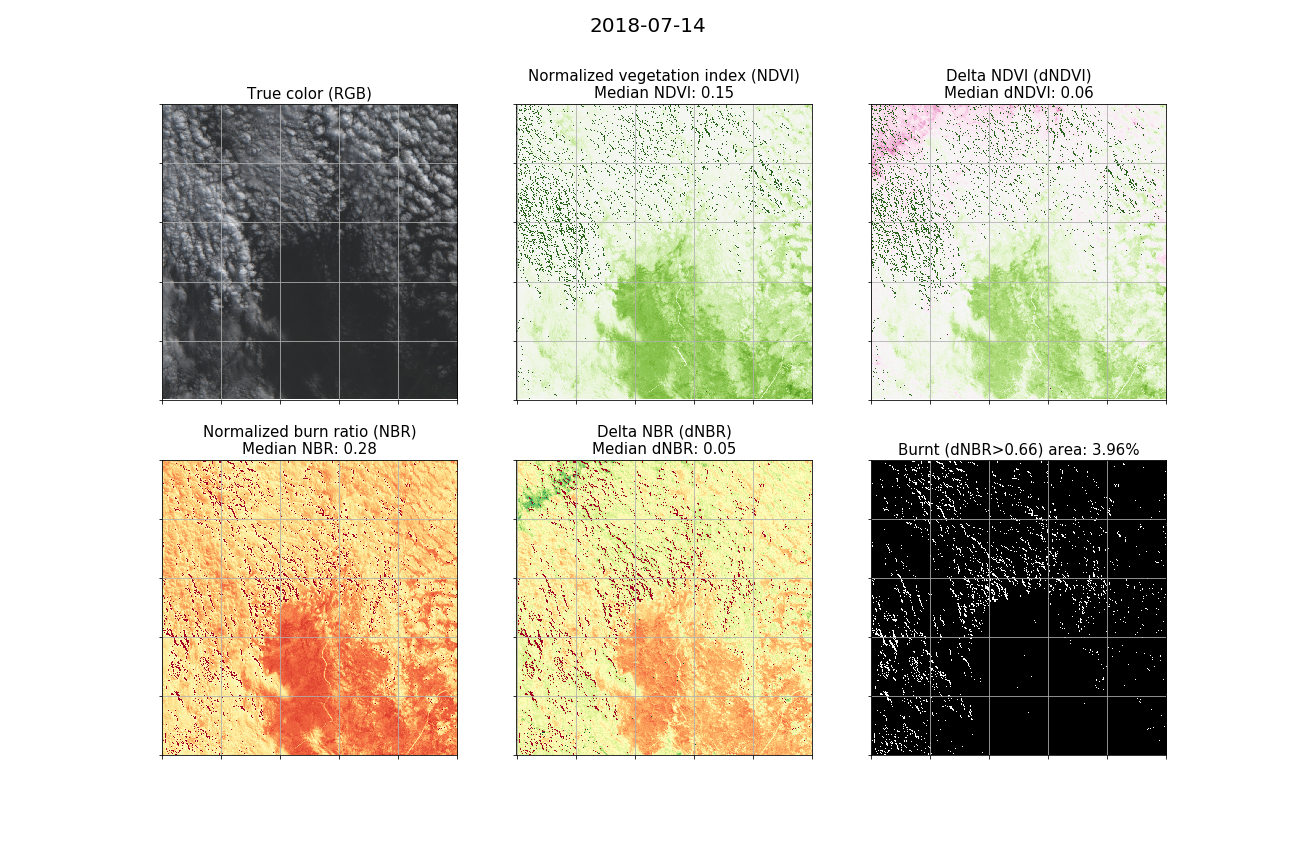 2018-07-14
True color (RGB)
Normalized vegetation index (NDVI)
Median NDVI: 0.15
Delta NDVI (dNDVI)
Median dNDVI: 0.06
Normalized burn ratio (NBR)
Median NBR: 0.28
Delta NBR (dNBR)
Median dNBR: 0.05
Burnt (dNBR>0.66) area: 3.96%